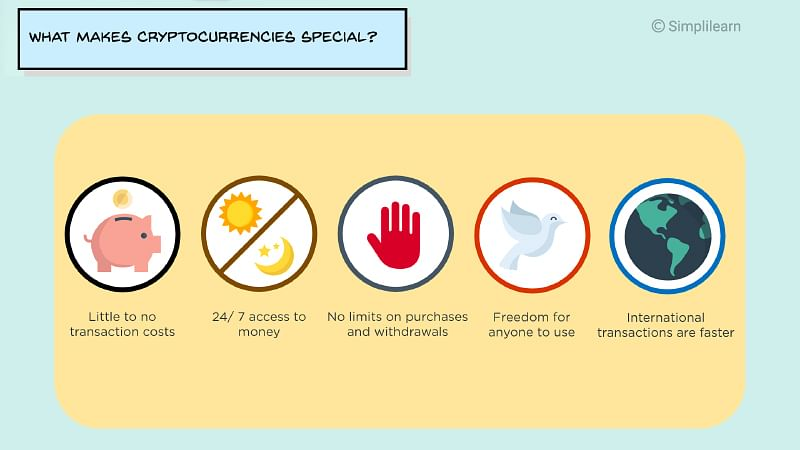 WHAT MAKES CRYPTOCURRENCIES SPECIAL?
© Simplilearn
Little to no
transaction costs
24/ 7 access to
money
No limits on purchases
and withdrawals
Freedom for
anyone to use
International
transactions are faster